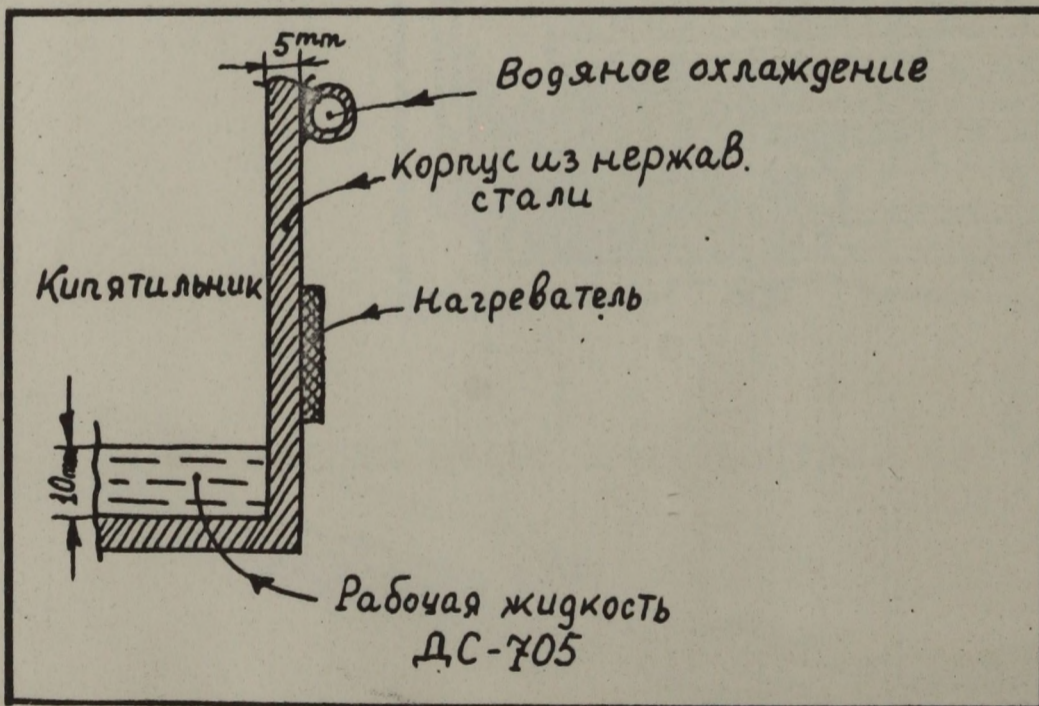 5mm
Водяное охлаждение
Корпус из нержав.
стали
Кипятильник
Нагреватель
10mm
Рабочая жидкость
ДС-705